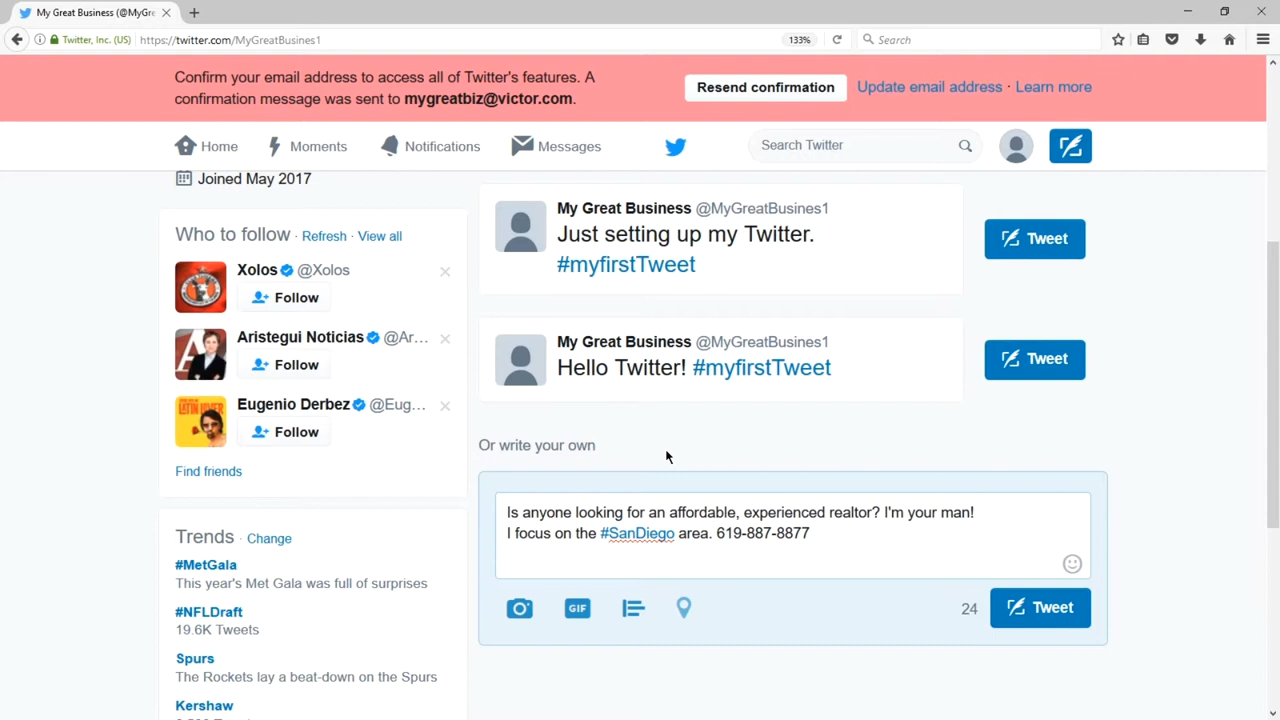 My Great Business (@MyGre
Twitter, Inc. (US)
https://twitter.com/MyGreatBusines1
133%
Search
Confirm your email address to access all of Twitter's features. A
confirmation message was sent to mygreatbiz@victor.com.
Resend confirmation
Update email address · Learn more
Home
Moments
Notifications
Messages
Search Twitter
Joined May 2017
Who to follow · Refresh · View all
Xolos @Xolos
Follow
Aristegui Noticias @Ar...
Follow
Eugenio Derbez @Eug...
Follow
Find friends
Trends · Change
#MetGala
This year's Met Gala was full of surprises
#NFLDraft
19.6K Tweets
Spurs
The Rockets lay a beat-down on the Spurs
Kershaw
My Great Business @MyGreatBusines1
Just setting up my Twitter.
#myfirstTweet
Tweet
My Great Business @MyGreatBusines1
Hello Twitter! #myfirstTweet
Tweet
Or write your own
Is anyone looking for an affordable, experienced realtor? I'm your man!
I focus on the #SanDiego area. 619-887-8877
GIF
24
Tweet